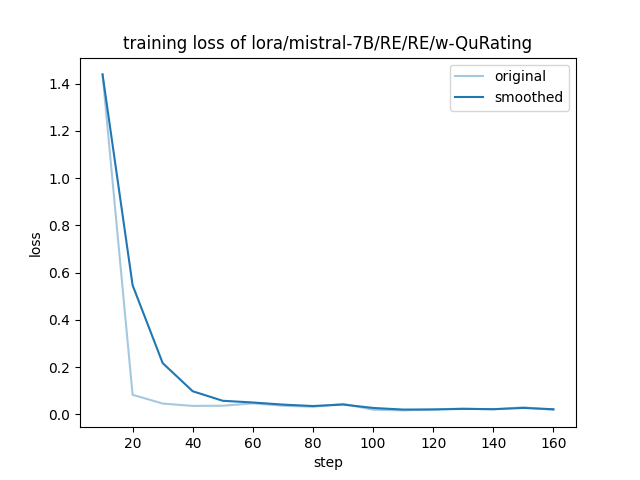 training loss of lora/mistral-7B/RE/RE/w-QuRating
original
smoothed
1.4
1.2
1.0
0.8
0.6
0.4
0.2
0.0
loss
20 40 60 80 100 120 140 160
step